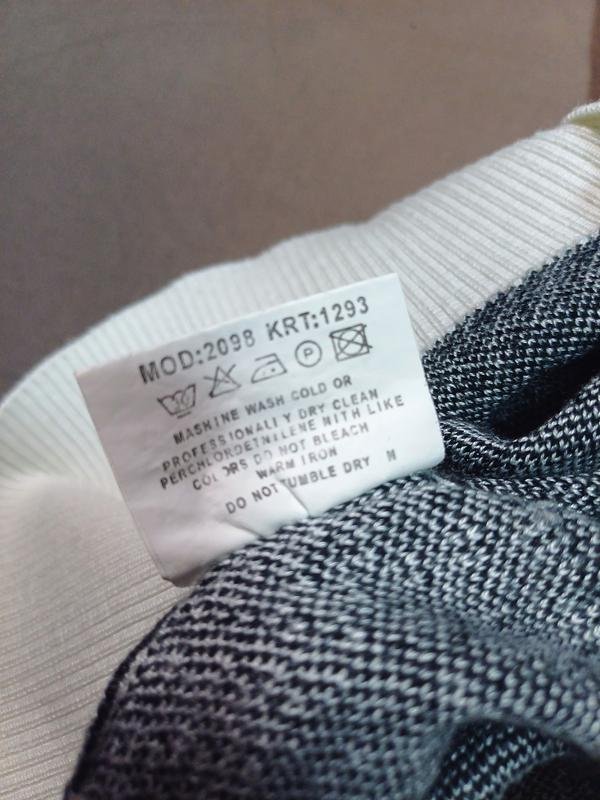 MOD:2098 KRT:1293
P
MASHINE WASH COLD OR
PROFESSIONALLY DRY CLEAN
PERCHLORDETNILENE NITH LIKE
COLORS DO NOT BLEACH
WARM IRON
DO NOT TUMBLE DRY N